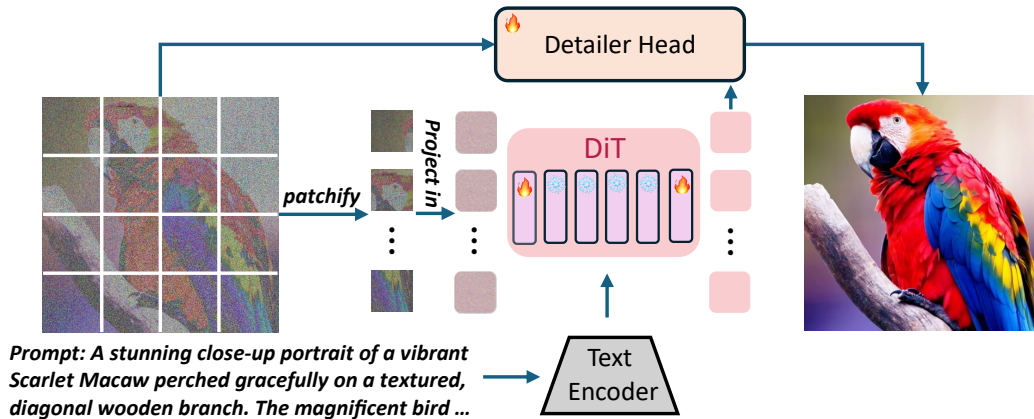 Detailer Head
patchify
Project in
DiT
Prompt: A stunning close-up portrait of a vibrant
Scarlet Macaw perched gracefully on a textured,
diagonal wooden branch. The magnificent bird ...
Text
Encoder